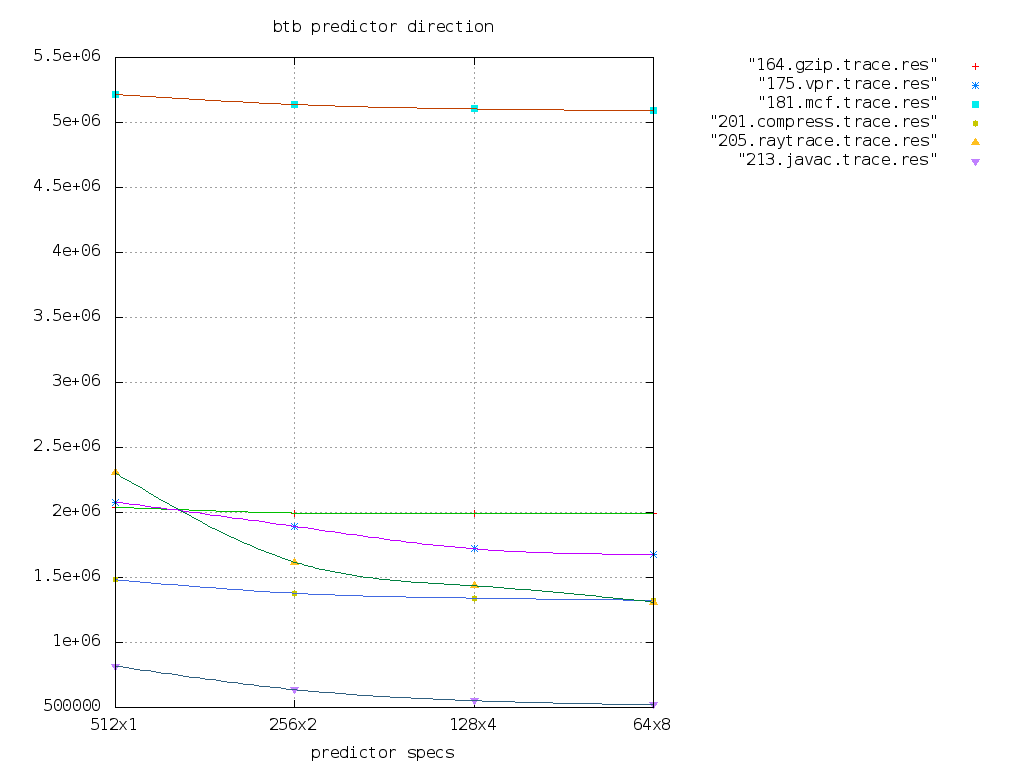 btb predictor direction
5.5e+06
5e+06
4.5e+06
4e+06
3.5e+06
3e+06
2.5e+06
2e+06
1.5e+06
1e+06
500000
512x1 256x2 128x4 64x8
predictor specs
"164.gzip.trace.res"
"175.vpr.trace.res"
"181.mcf.trace.res"
"201.compress.trace.res"
"205.raytrace.trace.res"
"213.javac.trace.res"